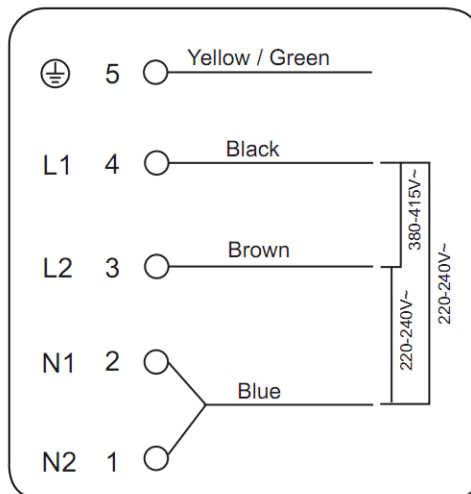 5 Yellow / Green
L1 4 Black
380-415V~
220-240V~
L2 3 Brown
220-240V~
N1 2
Blue
N2 1